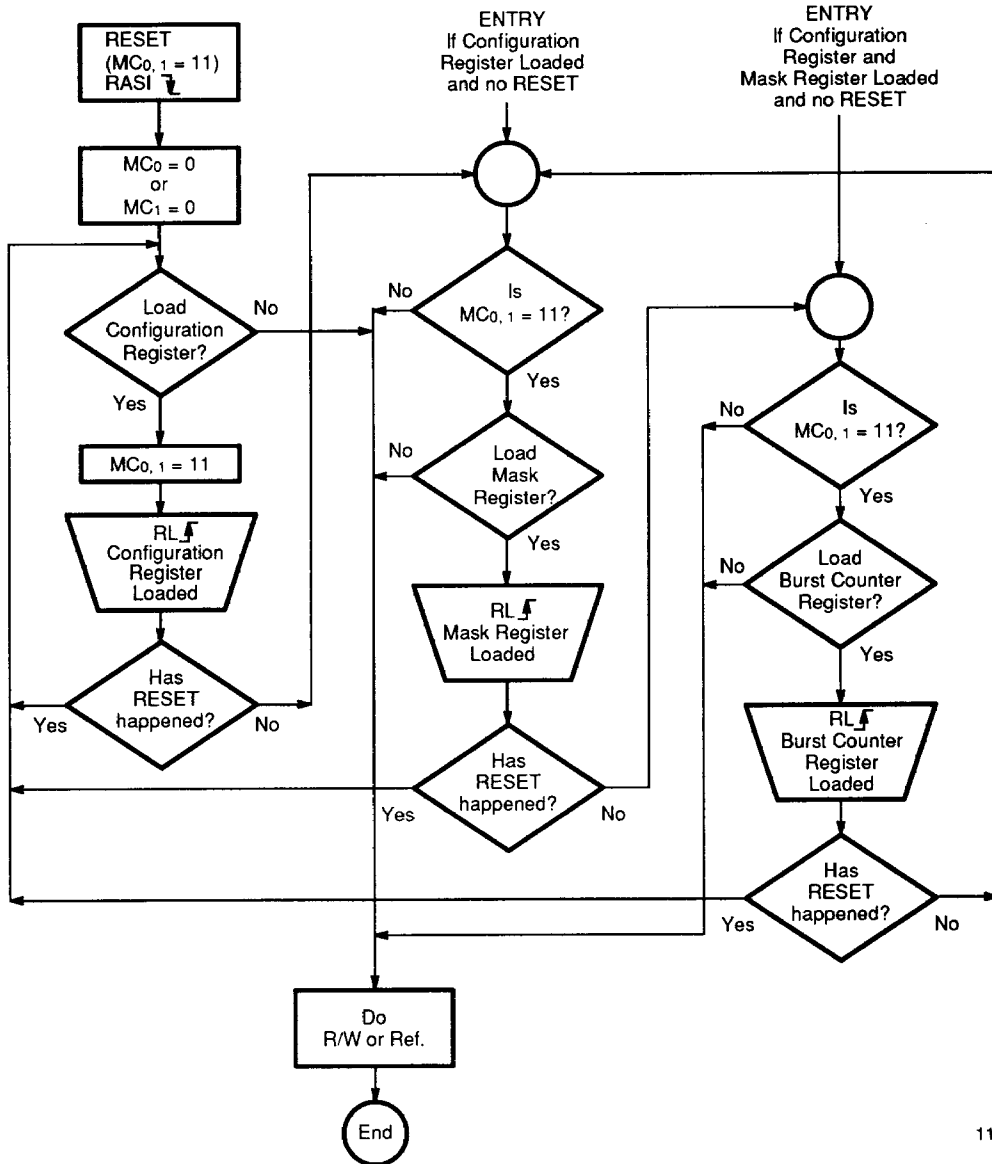 RESET
(MC0, 1 = 11)
RASI
MC0 = 0
or
MC1 = 0
Load
Configuration
Register?
No
Yes
MC0, 1 = 11
RL
Configuration
Register
Loaded
Has
RESET
happened?
Yes
No
ENTRY
If Configuration
Register Loaded
and no RESET
Is
MC0, 1 = 11?
No
Yes
Load
Mask
Register?
No
Yes
RL
Mask Register
Loaded
Has
RESET
happened?
Yes
No
ENTRY
If Configuration
Register and
Mask Register Loaded
and no RESET
Is
MC0, 1 = 11?
No
Yes
Load
Burst Counter
Register?
No
Yes
RL
Burst Counter
Register
Loaded
Has
RESET
happened?
Yes
No
Do
R/W or Ref.
End
11